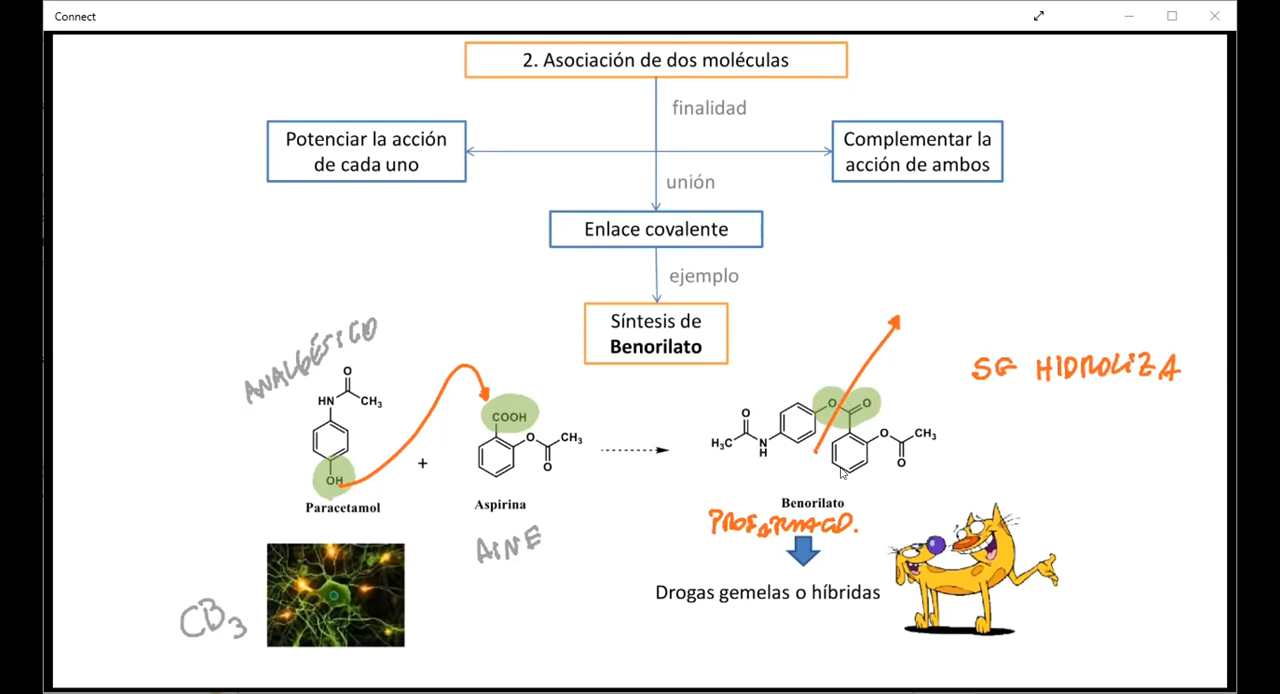 Connect
2. Asociación de dos moléculas
finalidad
Potenciar la acción
de cada uno
Complementar la
acción de ambos
unión
Enlace covalente
ejemplo
Síntesis de
Benorilato
ANALGÉSICO
SE HIDROLIZA
O
HN
CH3
OH
Paracetamol
+
COOH
O
CH3
O
Aspirina
AINE
O
H3C
N
H
O
O
O
CH3
O
Benorilato
PROFÁRMACO.
Drogas gemelas o híbridas
CB3